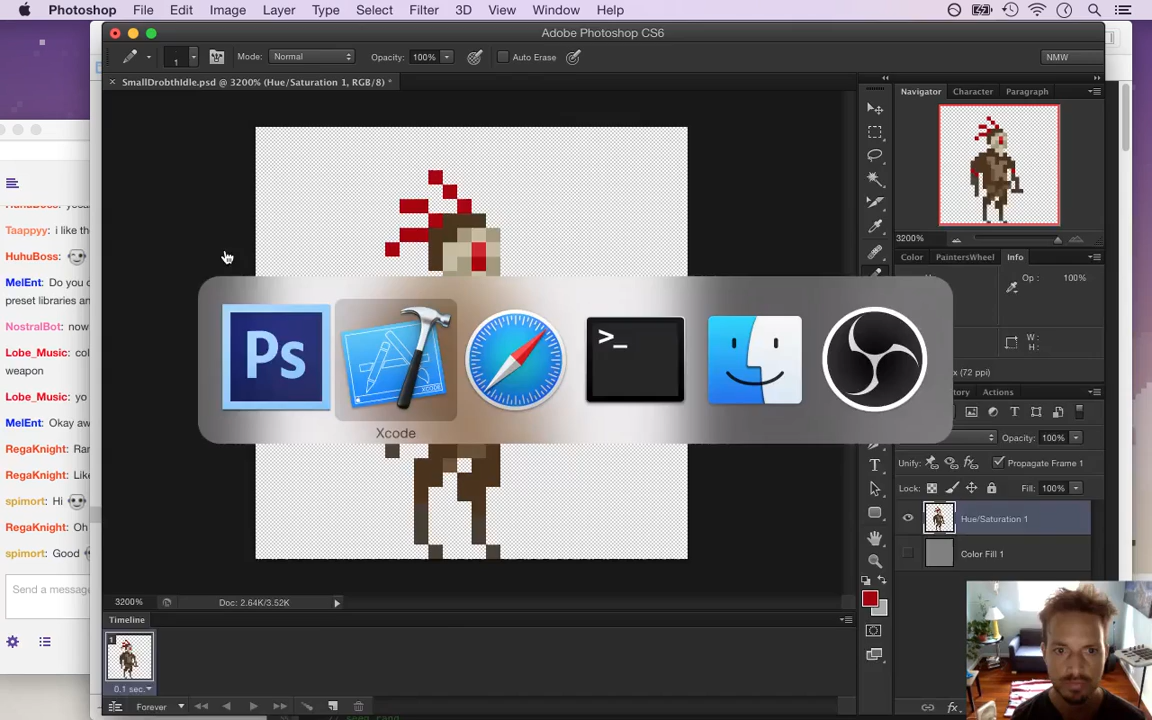 Photoshop File Edit Image Layer Type Select Filter 3D View Window Help
Adobe Photoshop CS6
1 Mode: Normal Opacity: 100% Auto Erase NMW
SmallDrobthIdle.psd @ 3200% (Hue/Saturation 1, RGB/8) *
Navigator Character Paragraph
3200%
Color PaintersWheel Info
Op : 100%
W :
H :
(72 ppi)
Actions
Opacity: 100%
Unify: Propagate Frame 1
Lock: Fill: 100%
Hue/Saturation 1
Color Fill 1
Taappyy: i like th
HuhuBoss:
MelEnt: Do you
preset libraries an
NostralBot: now
Lobe_Music: col
weapon
Lobe_Music: yo
MelEnt: Okay aw
RegaKnight: Rar
RegaKnight: Like
spimort: Hi
RegaKnight: Oh
spimort: Good
Send a message
Ps
>_
Xcode
3200% Doc: 2.64K/3.52K
Timeline
1
0.1 sec.
Forever